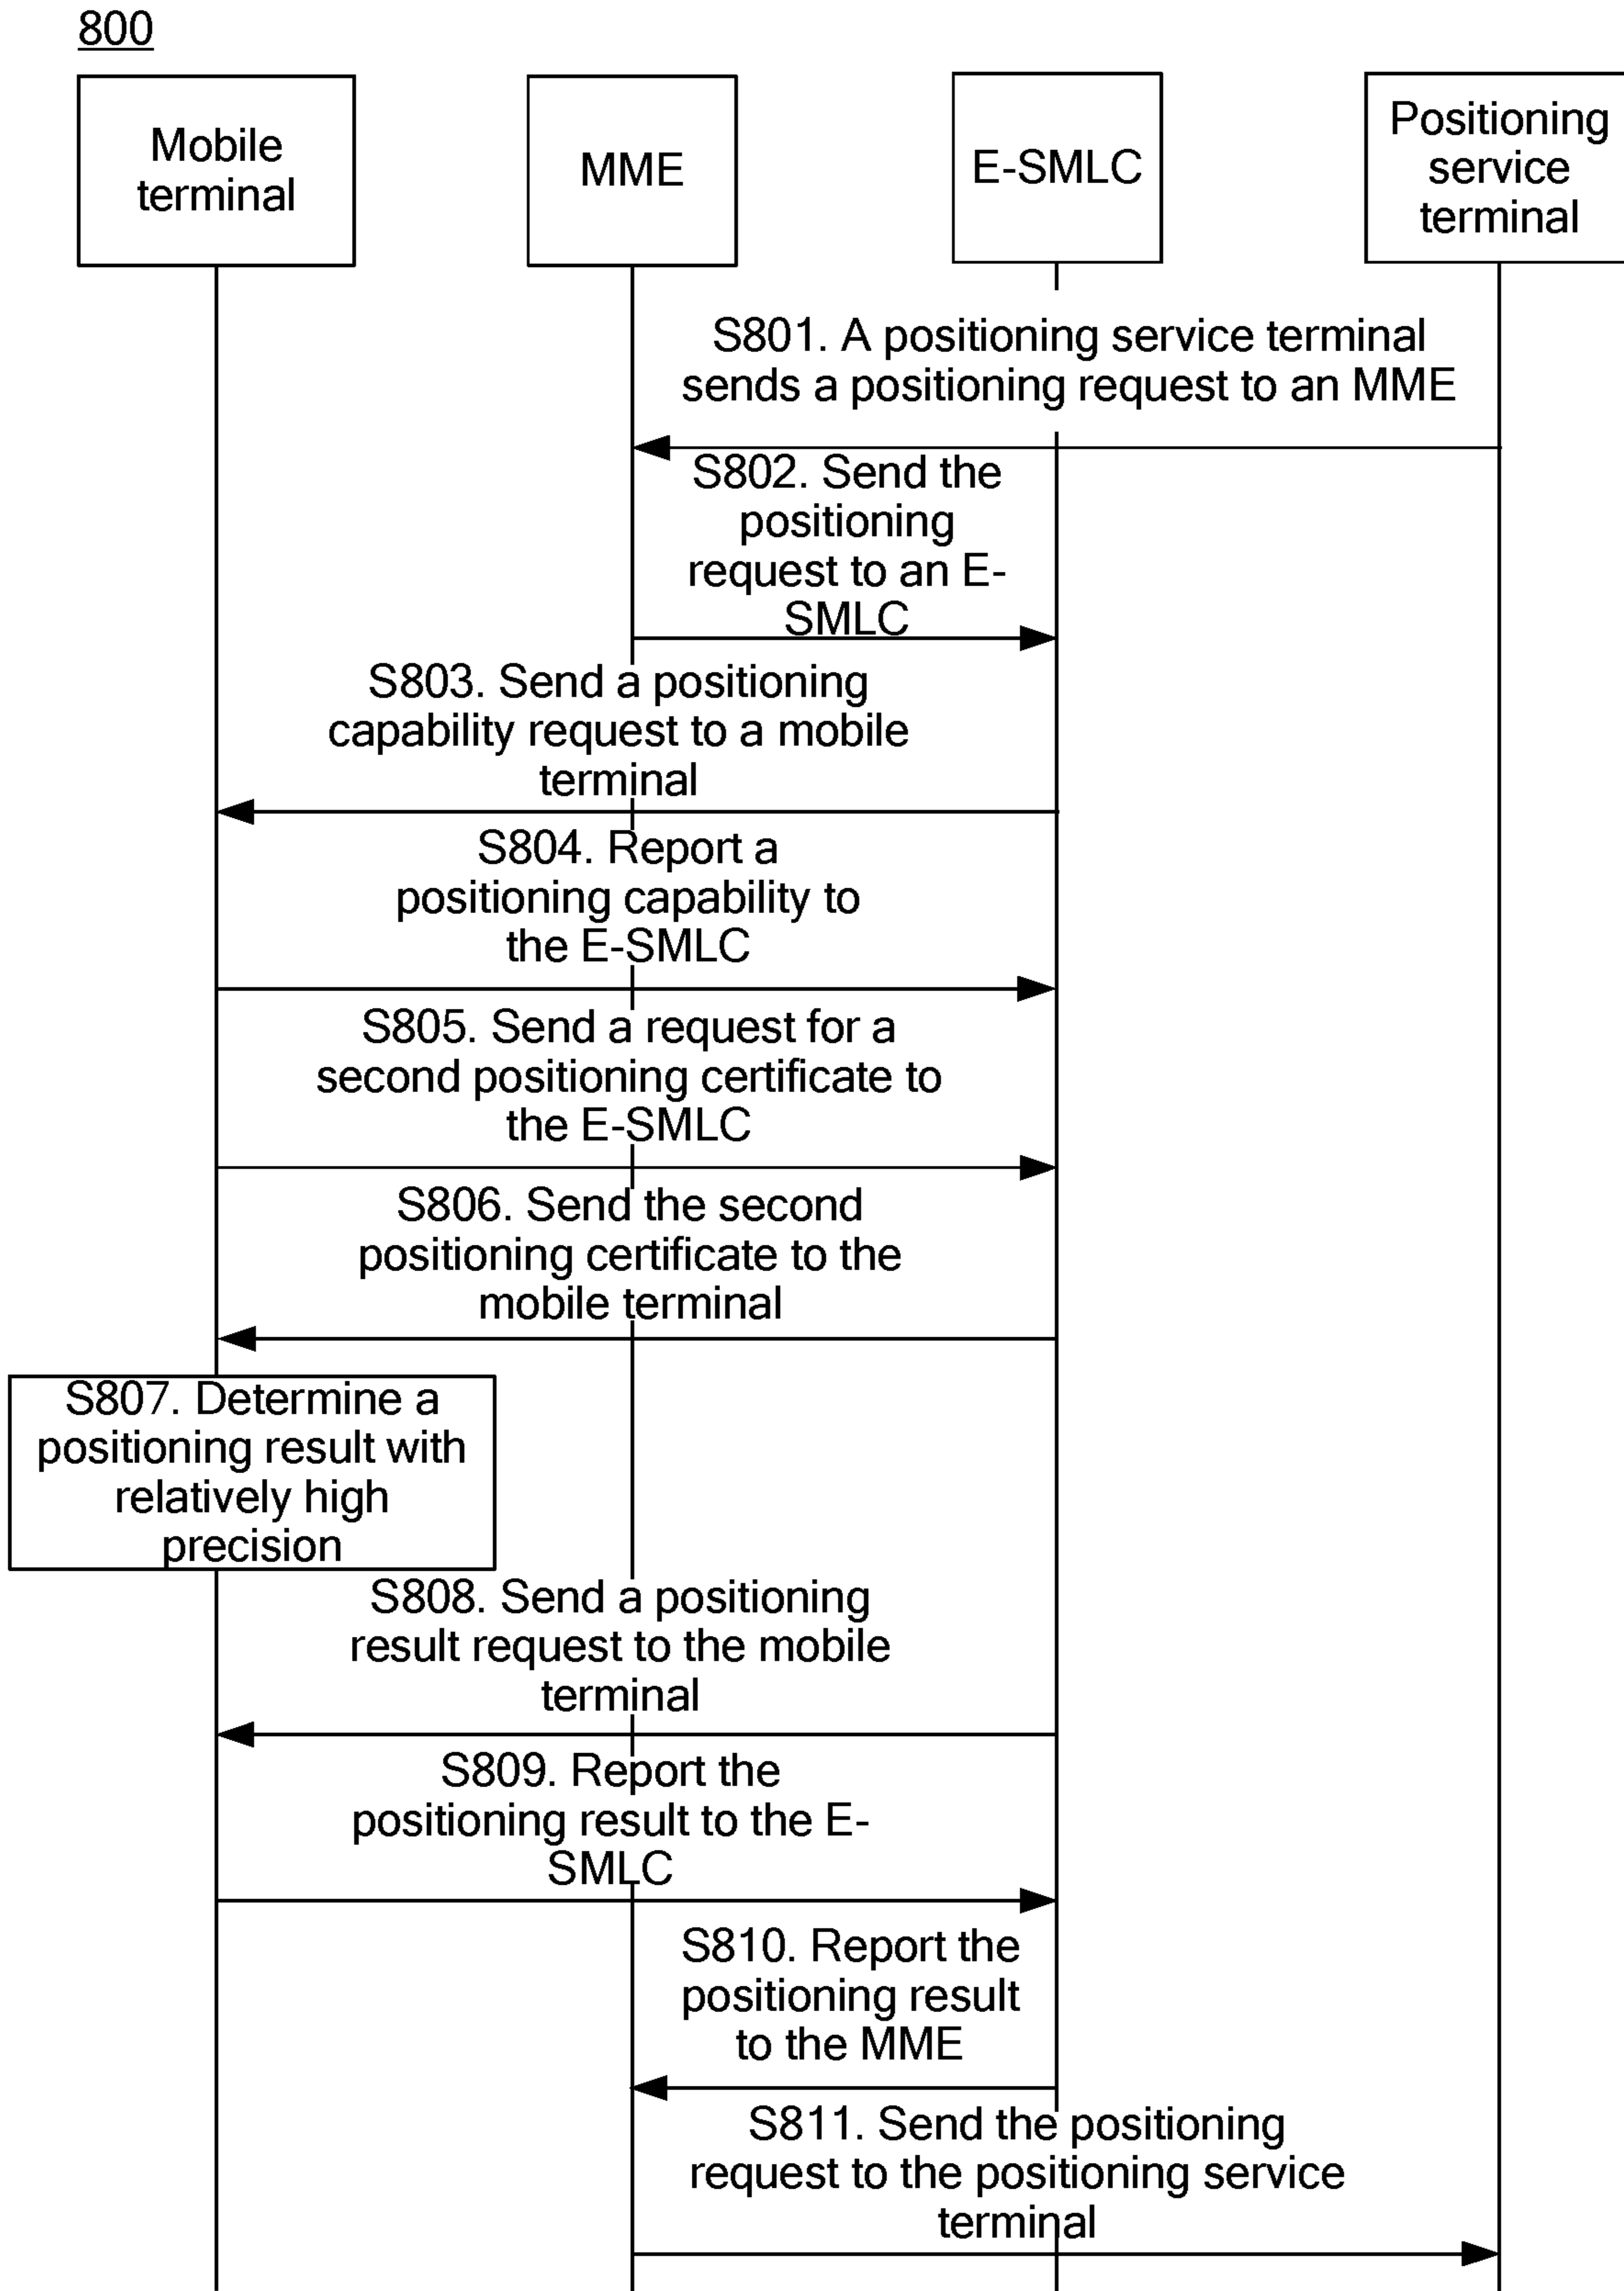 800
Mobile
terminal
MME
E-SMLC
Positioning
service
terminal
S801. A positioning service terminal
sends a positioning request to an MME
S802. Send the
positioning
request to an E-
SMLC
S803. Send a positioning
capability request to a mobile
terminal
S804. Report a
positioning capability to
the E-SMLC
S805. Send a request for a
second positioning certificate to
the E-SMLC
S806. Send the second
positioning certificate to the
mobile terminal
S807. Determine a
positioning result with
relatively high
precision
S808. Send a positioning
result request to the mobile
terminal
S809. Report the
positioning result to the E-
SMLC
S810. Report the
positioning result
to the MME
S811. Send the positioning
request to the positioning service
terminal